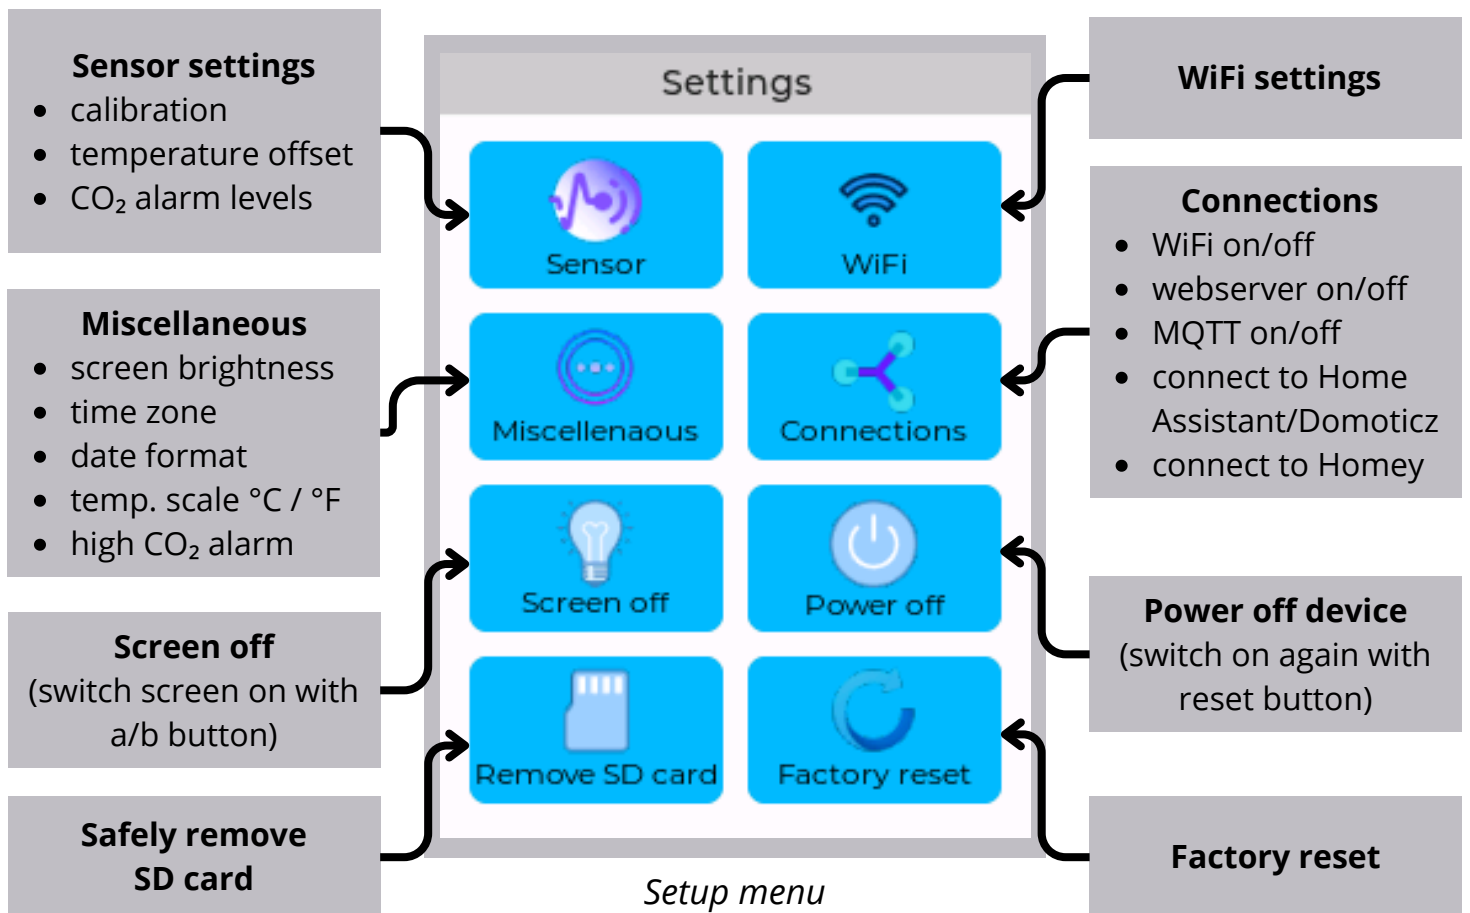 Sensor settings
• calibration
• temperature offset
• CO₂ alarm levels
Miscellaneous
• screen brightness
• time zone
• date format
• temp. scale °C / °F
• high CO₂ alarm
Screen off
(switch screen on with
a/b button)
Safely remove
SD card
Settings
Sensor
WiFi
Miscellenaous
Connections
Screen off
Power off
Remove SD card
Factory reset
Setup menu
WiFi settings
Connections
• WiFi on/off
• webserver on/off
• MQTT on/off
• connect to Home
Assistant/Domoticz
• connect to Homey
Power off device
(switch on again with
reset button)
Factory reset